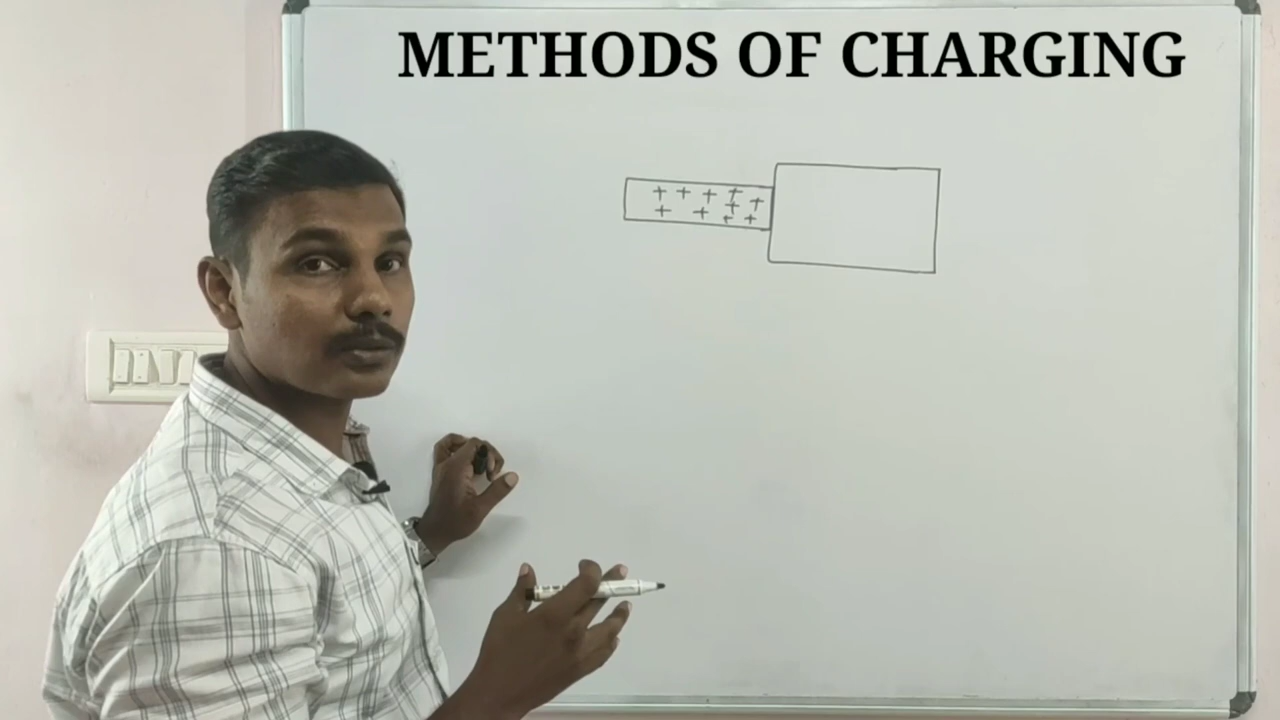 METHODS OF CHARGING
+ + + + +
+ + + + +